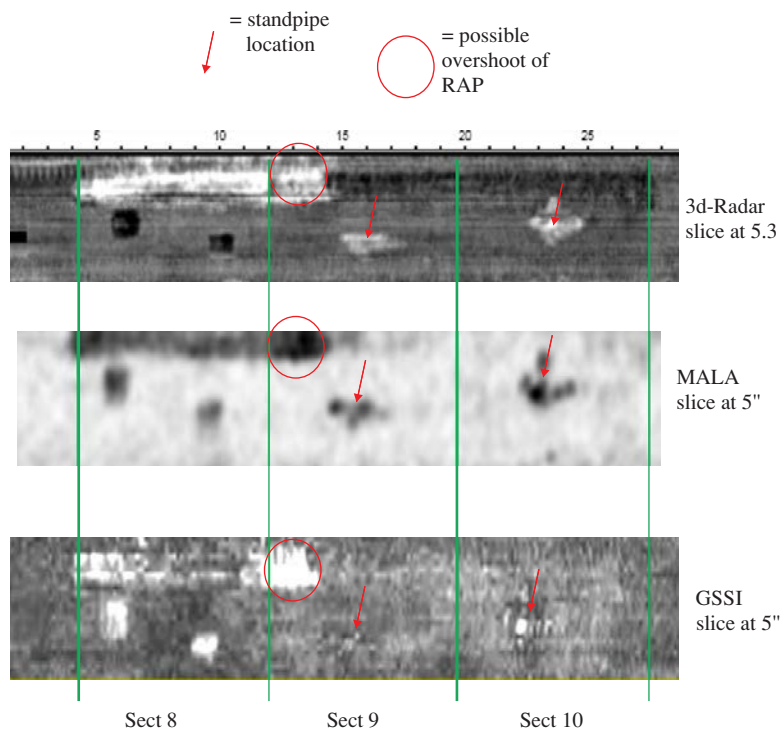 = standpipe
location
= possible
overshoot of
RAP
5 10 15 20 25
3d-Radar
slice at 5.3
MALA
slice at 5"
GSSI
slice at 5"
Sect 8 Sect 9 Sect 10